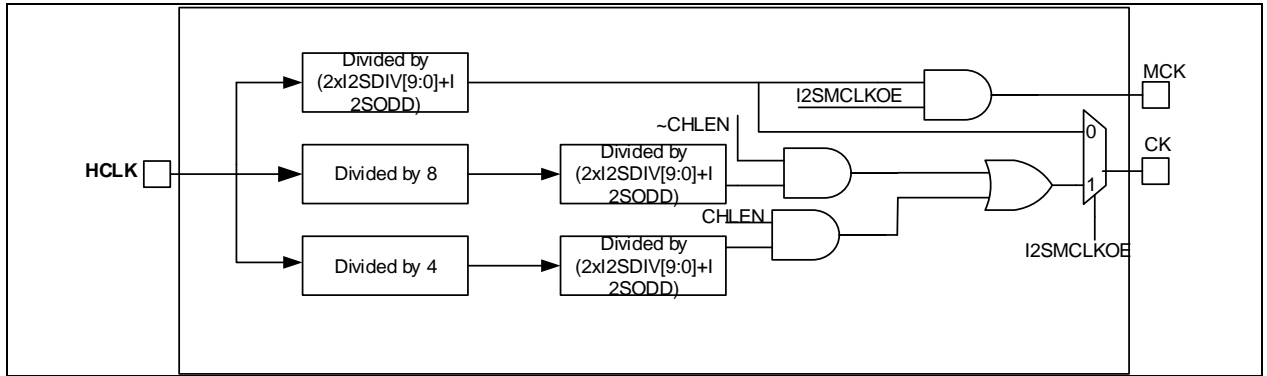 Divided by
(2xI2SDIV[9:0]+I
2SODD)
MCK
I2SMCLKOE
~CHLEN
0
CK
HCLK
Divided by 8
Divided by
(2xI2SDIV[9:0]+I
2SODD)
1
CHLEN
I2SMCLKOE
Divided by 4
Divided by
(2xI2SDIV[9:0]+I
2SODD)